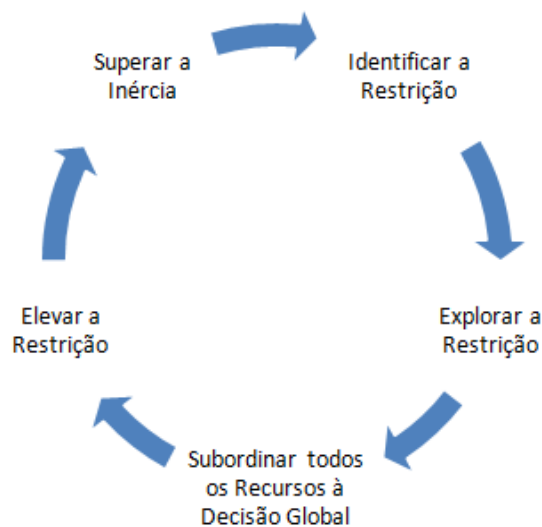 Superar a
Inércia
Identificar a
Restrição
Explorar a
Restrição
Subordinar todos
os Recursos à
Decisão Global
Elevar a
Restrição